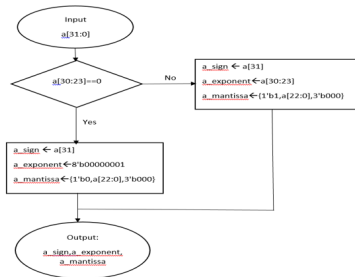 Input
a[31:0]
a[30:23]==0
No
a_sign ← a[31]
a_exponent←a[30:23]
a_mantissa←{1'b1,a[22:0],3'b000}
Yes
a_sign ← a[31]
a_exponent←8'b00000001
a_mantissa←{1'b0,a[22:0],3'b000}
Output:
a_sign,a_exponent,
a_mantissa